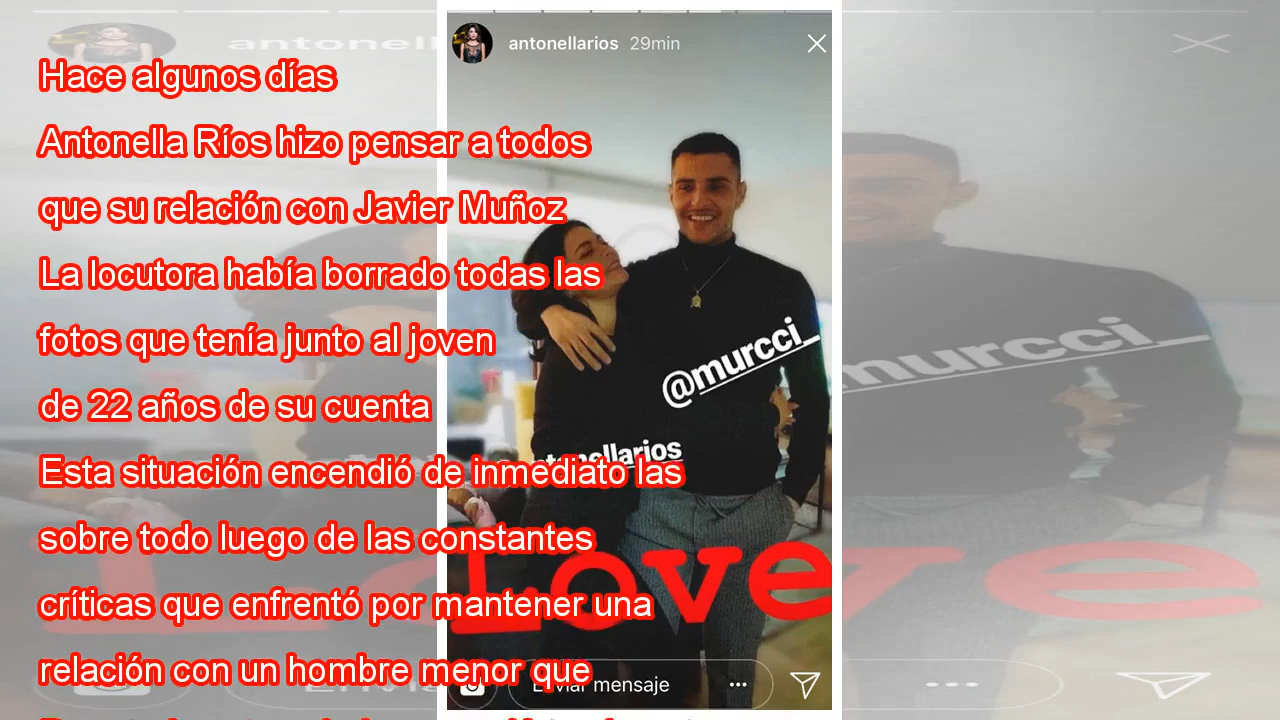 antonellarios 29min
Hace algunos días
Antonella Ríos hizo pensar a todos
que su relación con Javier Muñoz
La locutora había borrado todas las
fotos que tenía junto al joven
de 22 años de su cuenta
Esta situación encendió de inmediato las
sobre todo luego de las constantes
críticas que enfrentó por mantener una
relación con un hombre menor que
@murcci_
Love
Enviar mensaje